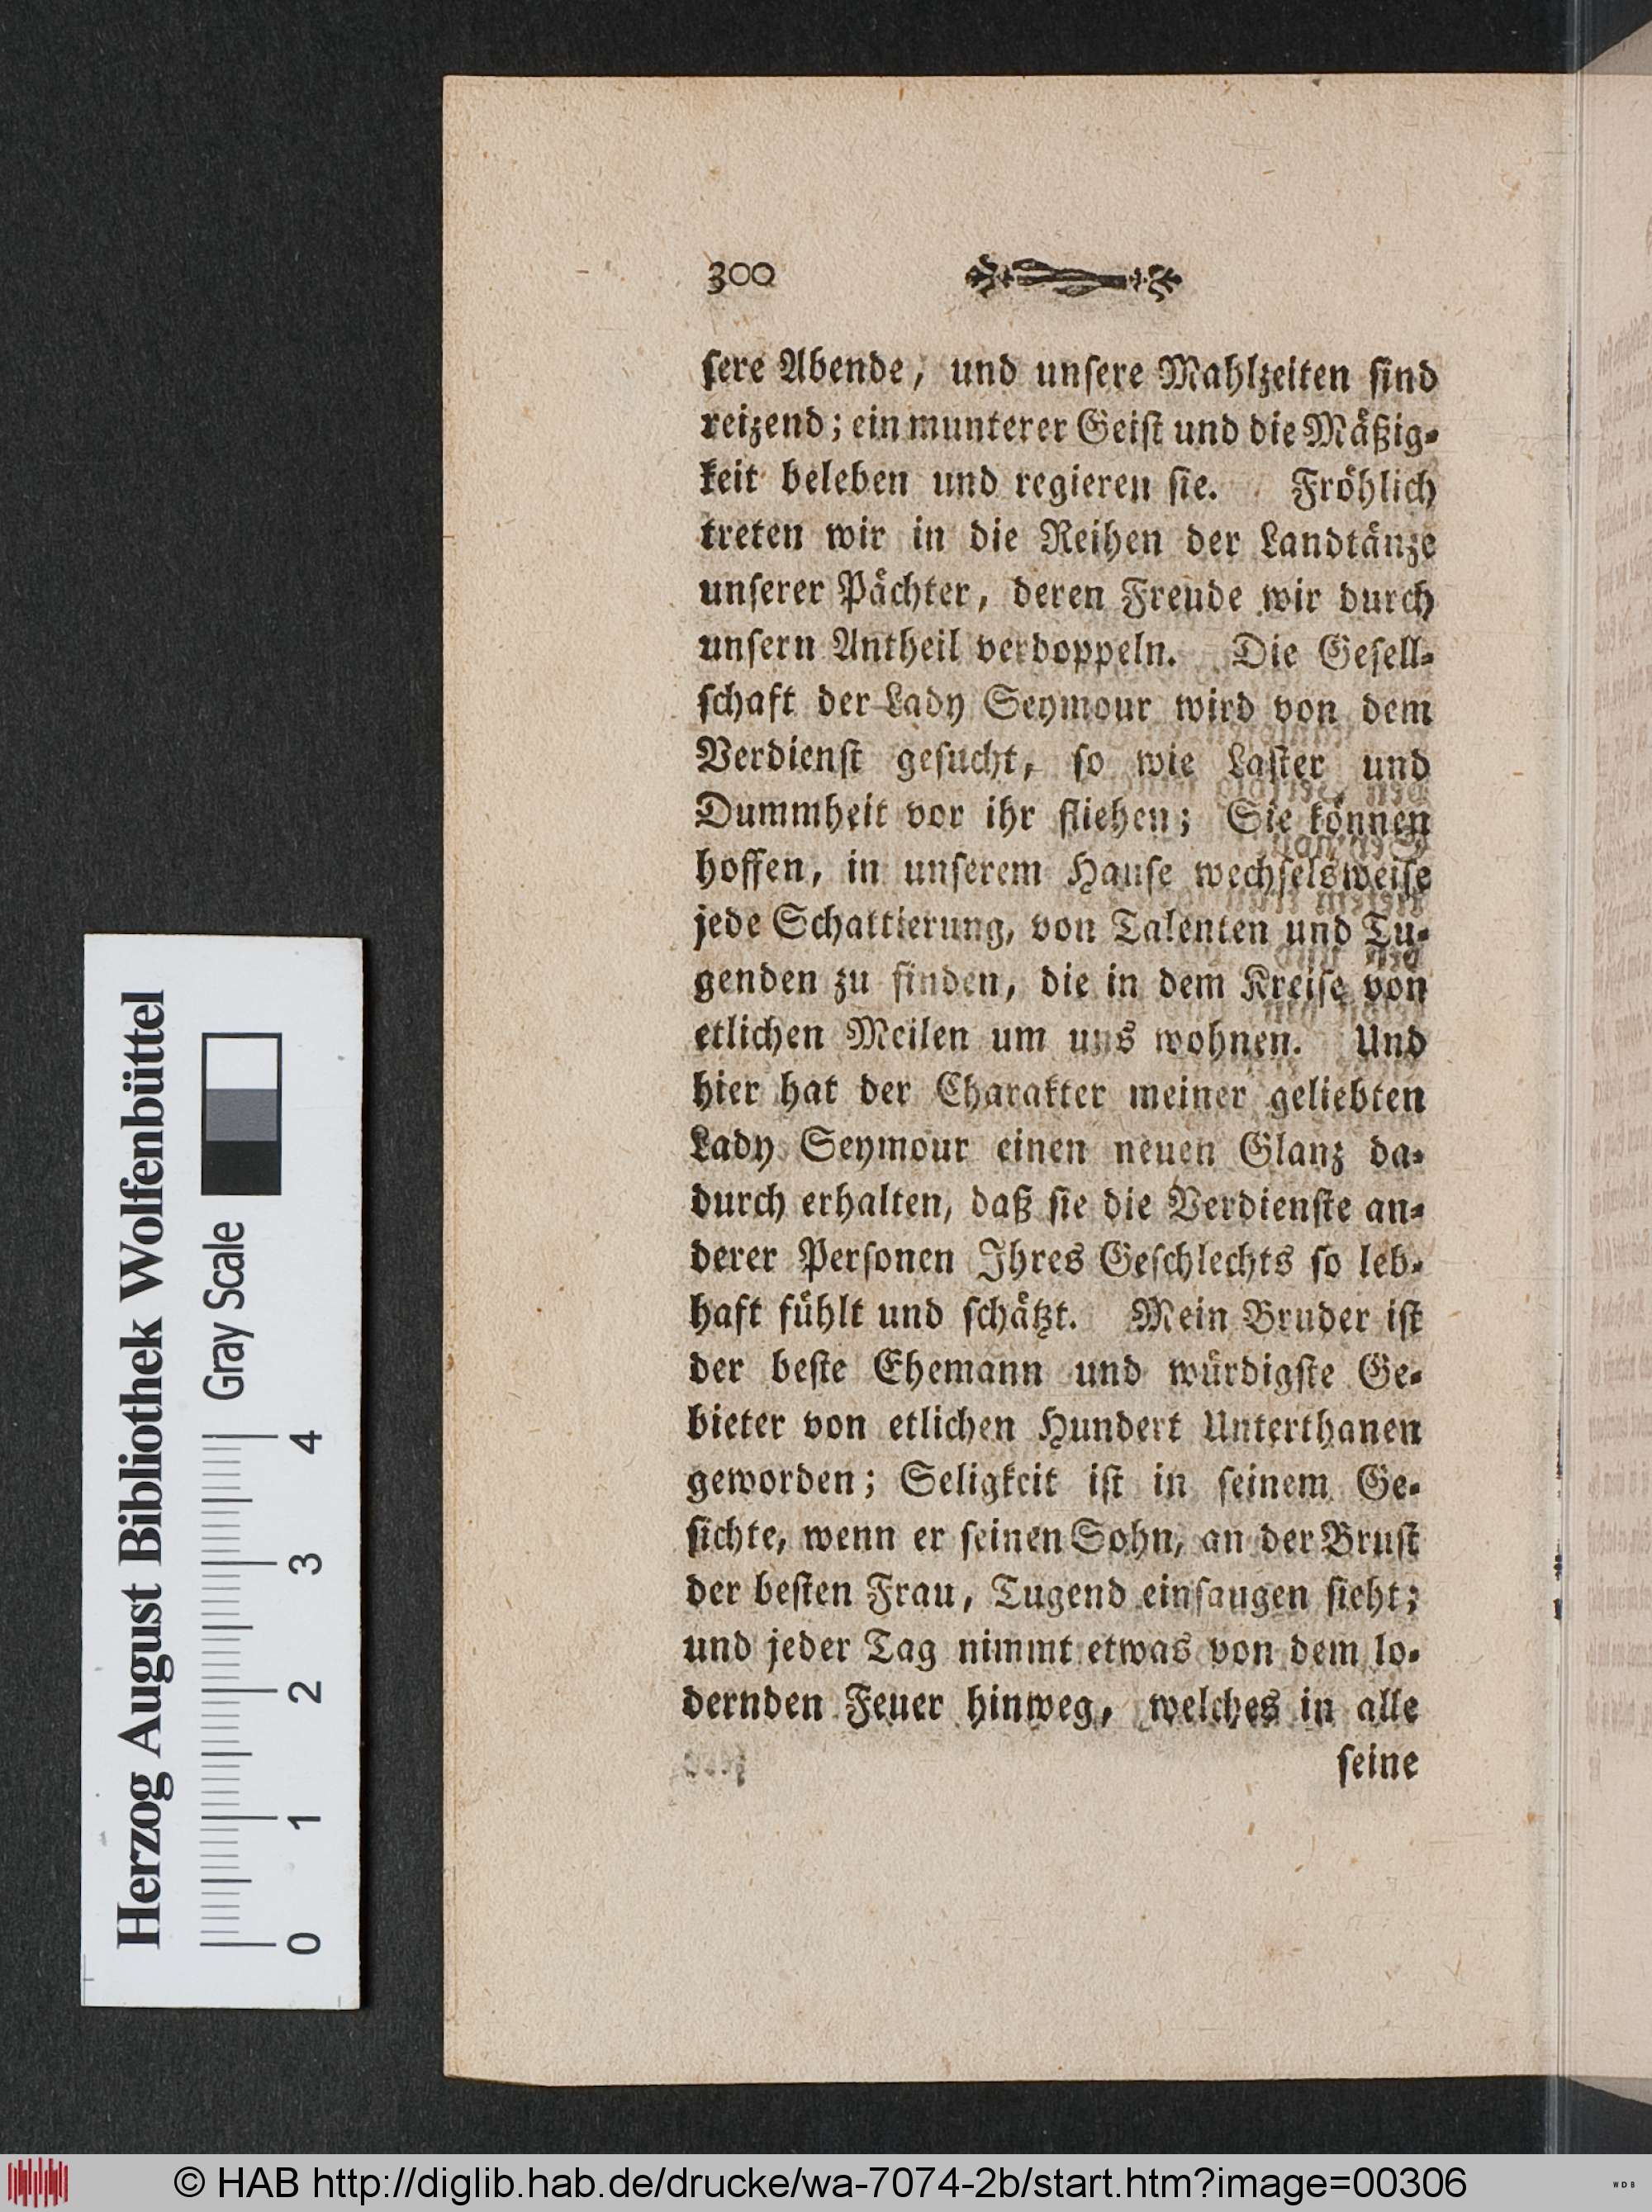 300
ſere Abende, und unſere Mahlzeiten ſind
reizend; ein munterer Geiſt und die Mäßig-
keit beleben und regieren ſie. Fröhlich
treten wir in die Reihen der Landtänze
unſerer Pächter, deren Freude wir durch
unſern Antheil verdoppeln. Die Geſell-
ſchaft der Lady Seymour wird von dem
Verdienſt geſucht, ſo wie Laſter und
Dummheit vor ihr fliehen; Sie können
hoffen, in unſerem Hauſe wechſelsweiſe
jede Schattierung, von Talenten und Tu-
genden zu finden, die in dem Kreiſe von
etlichen Meilen um uns wohnen. Und
hier hat der Charakter meiner geliebten
Lady Seymour einen neuen Glanz da-
durch erhalten, daß ſie die Verdienſte an-
derer Perſonen Ihres Geſchlechts ſo leb-
haft fühlt und ſchätzt. Mein Bruder iſt
der beſte Ehemann und würdigſte Ge-
bieter von etlichen Hundert Unterthanen
geworden; Seligkeit iſt in ſeinem Ge-
ſichte, wenn er ſeinen Sohn, an der Bruſt
der beſten Frau, Tugend einſaugen ſieht;
und jeder Tag nimmt etwas von dem lo-
dernden Feuer hinweg, welches in alle
ſeine
Herzog August Bibliothek Wolfenbüttel
Gray Scale
0 1 2 3 4
© HAB http://diglib.hab.de/drucke/wa-7074-2b/start.htm?image=00306
WDB